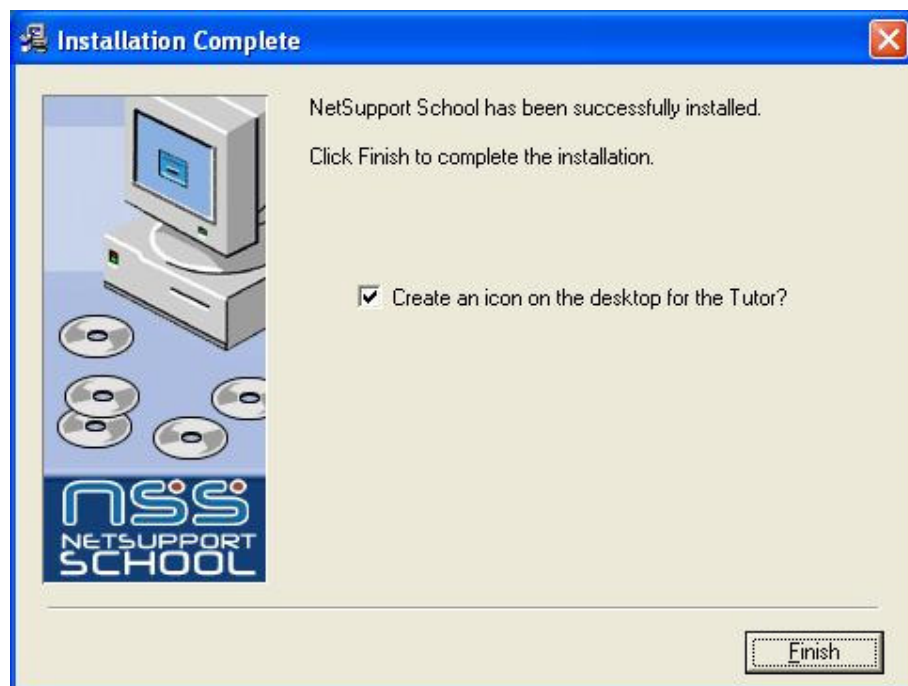 Installation Complete
NetSupport School has been successfully installed.
Click Finish to complete the installation.
Create an icon on the desktop for the Tutor?
nss
NETSUPPORT
SCHOOL
Finish